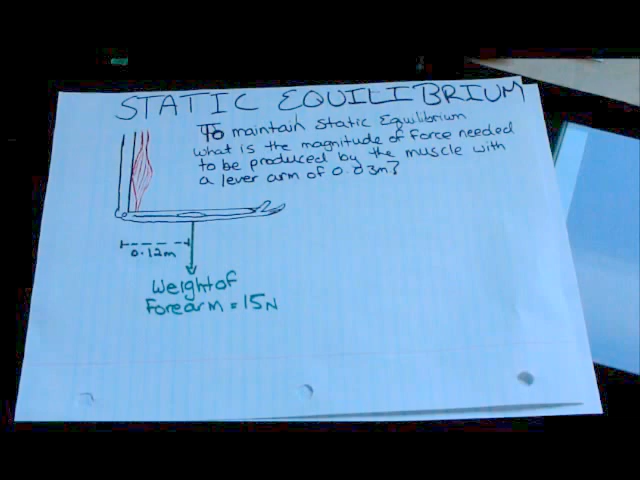 STATIC EQUILIBRIUM
To maintain static Equilibrium
what is the magnitude of force needed
to be produced by the muscle with
a lever arm of 0.03m?
0.12m
Weight of
Forearm = 15N